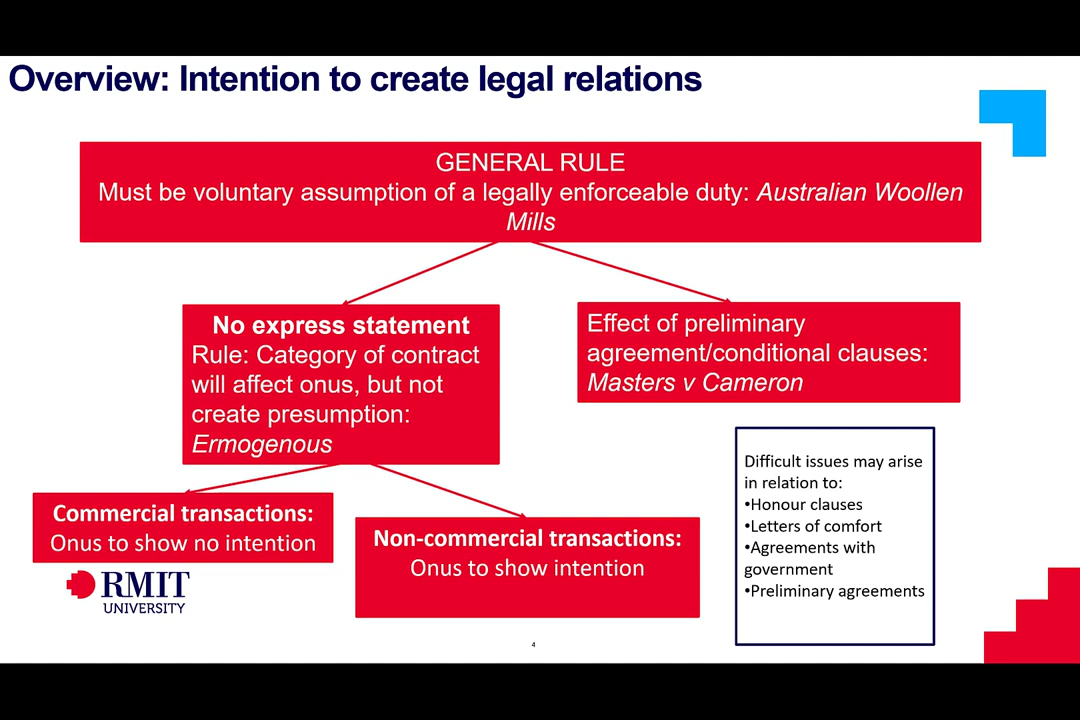 Overview: Intention to create legal relations
GENERAL RULE
Must be voluntary assumption of a legally enforceable duty: Australian Woollen
Mills
No express statement
Rule: Category of contract
will affect onus, but not
create presumption:
Ermogenous
Effect of preliminary
agreement/conditional clauses:
Masters v Cameron
Commercial transactions:
Onus to show no intention
Non-commercial transactions:
Onus to show intention
Difficult issues may arise
in relation to:
•Honour clauses
•Letters of comfort
•Agreements with
government
•Preliminary agreements
RMIT
UNIVERSITY
4